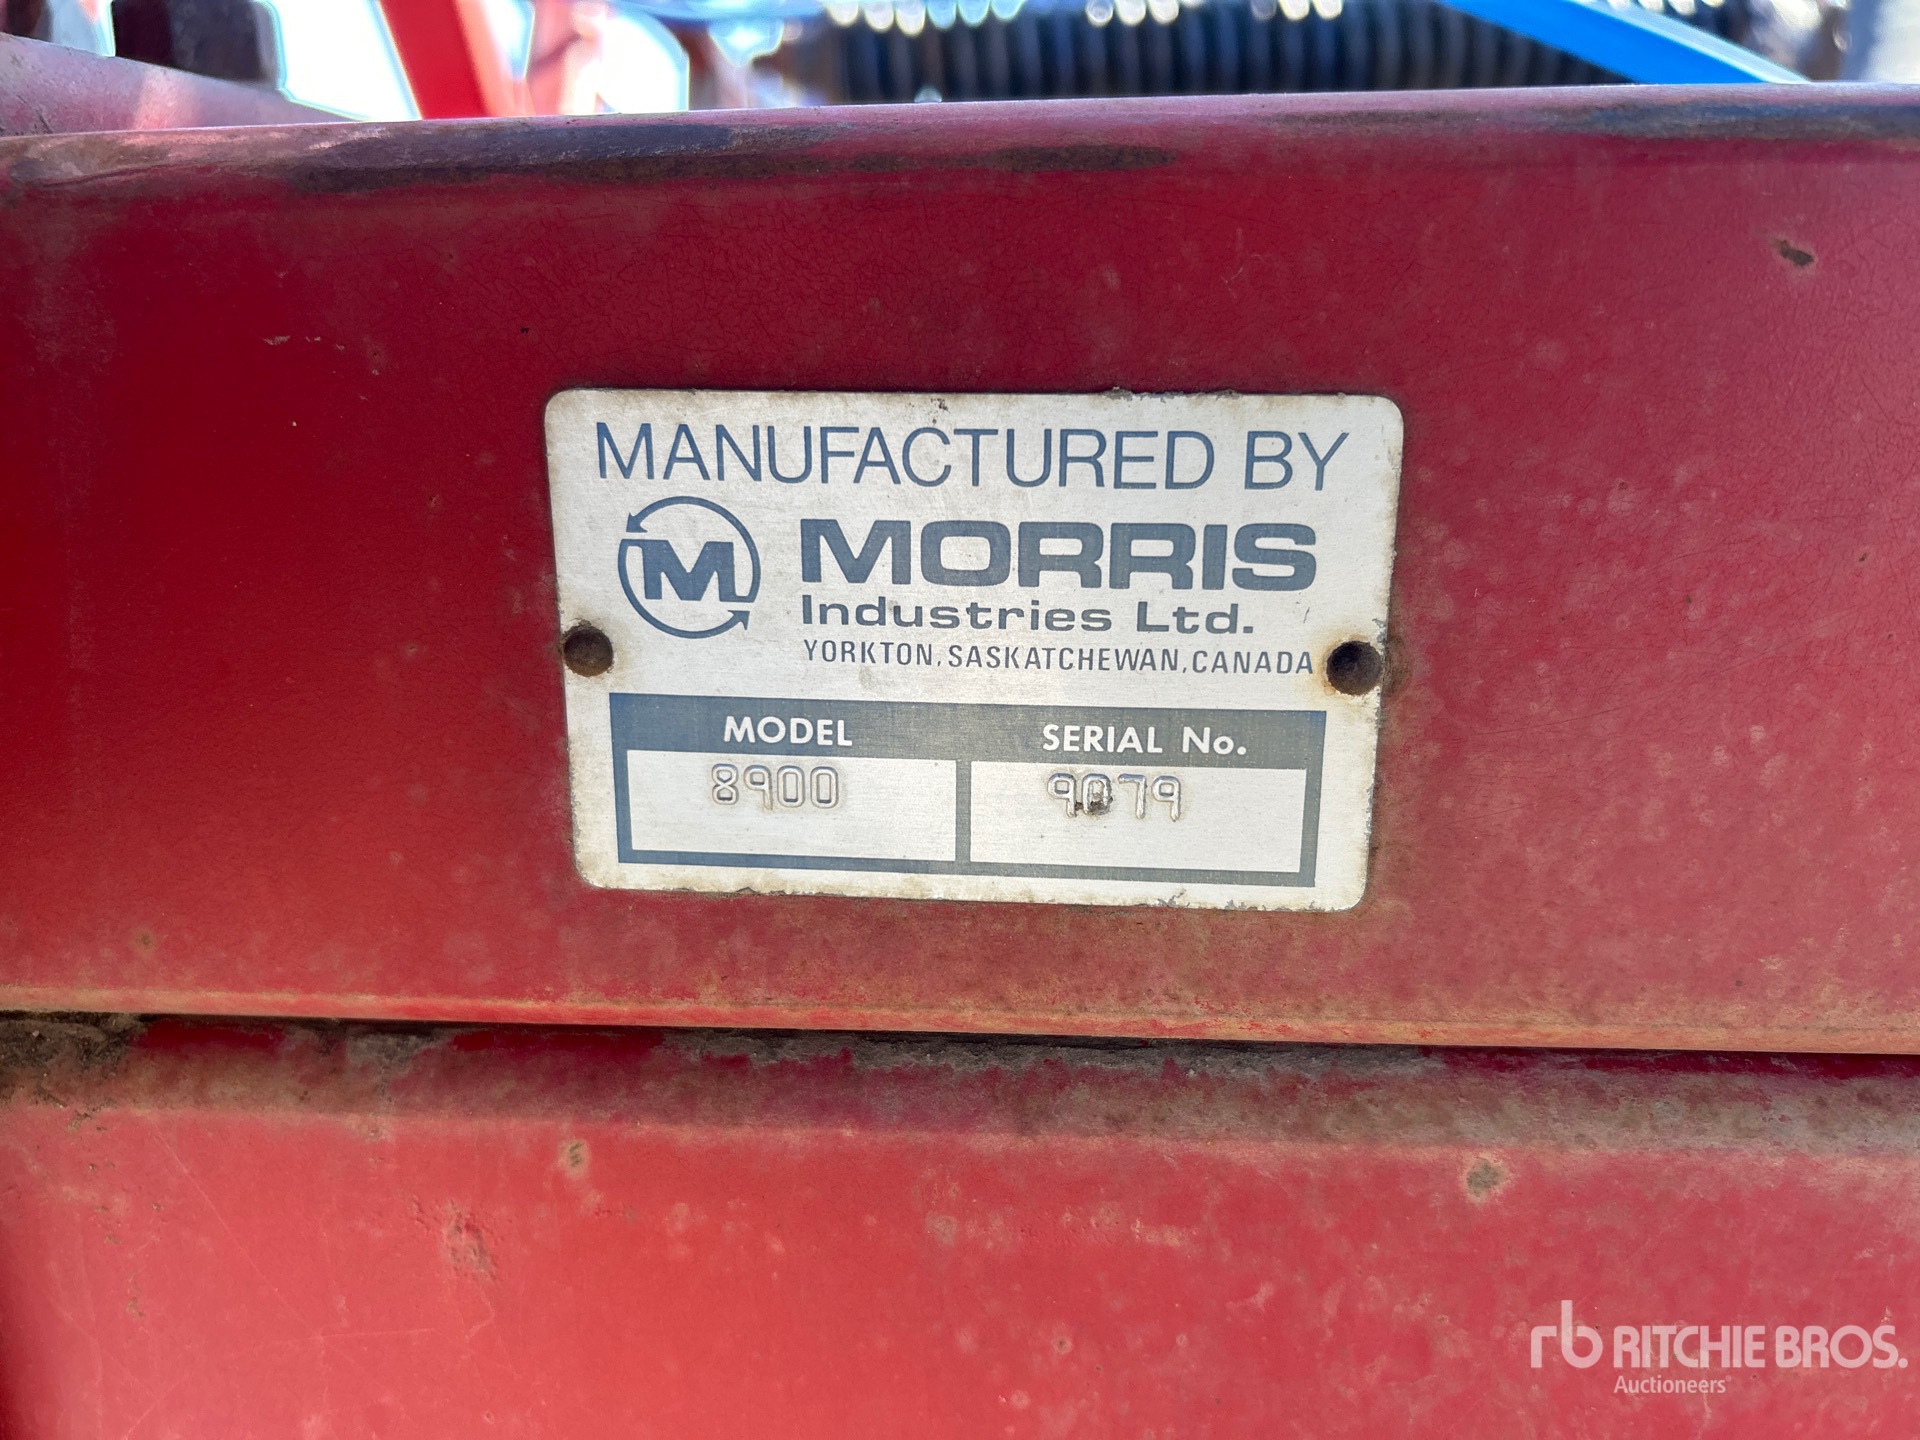 MANUFACTURED BY
M MORRIS
Industries Ltd.
YORKTON, SASKATCHEWAN, CANADA
MODEL SERIAL No.
8900 9079
rb RITCHIE BROS.
Auctioneers